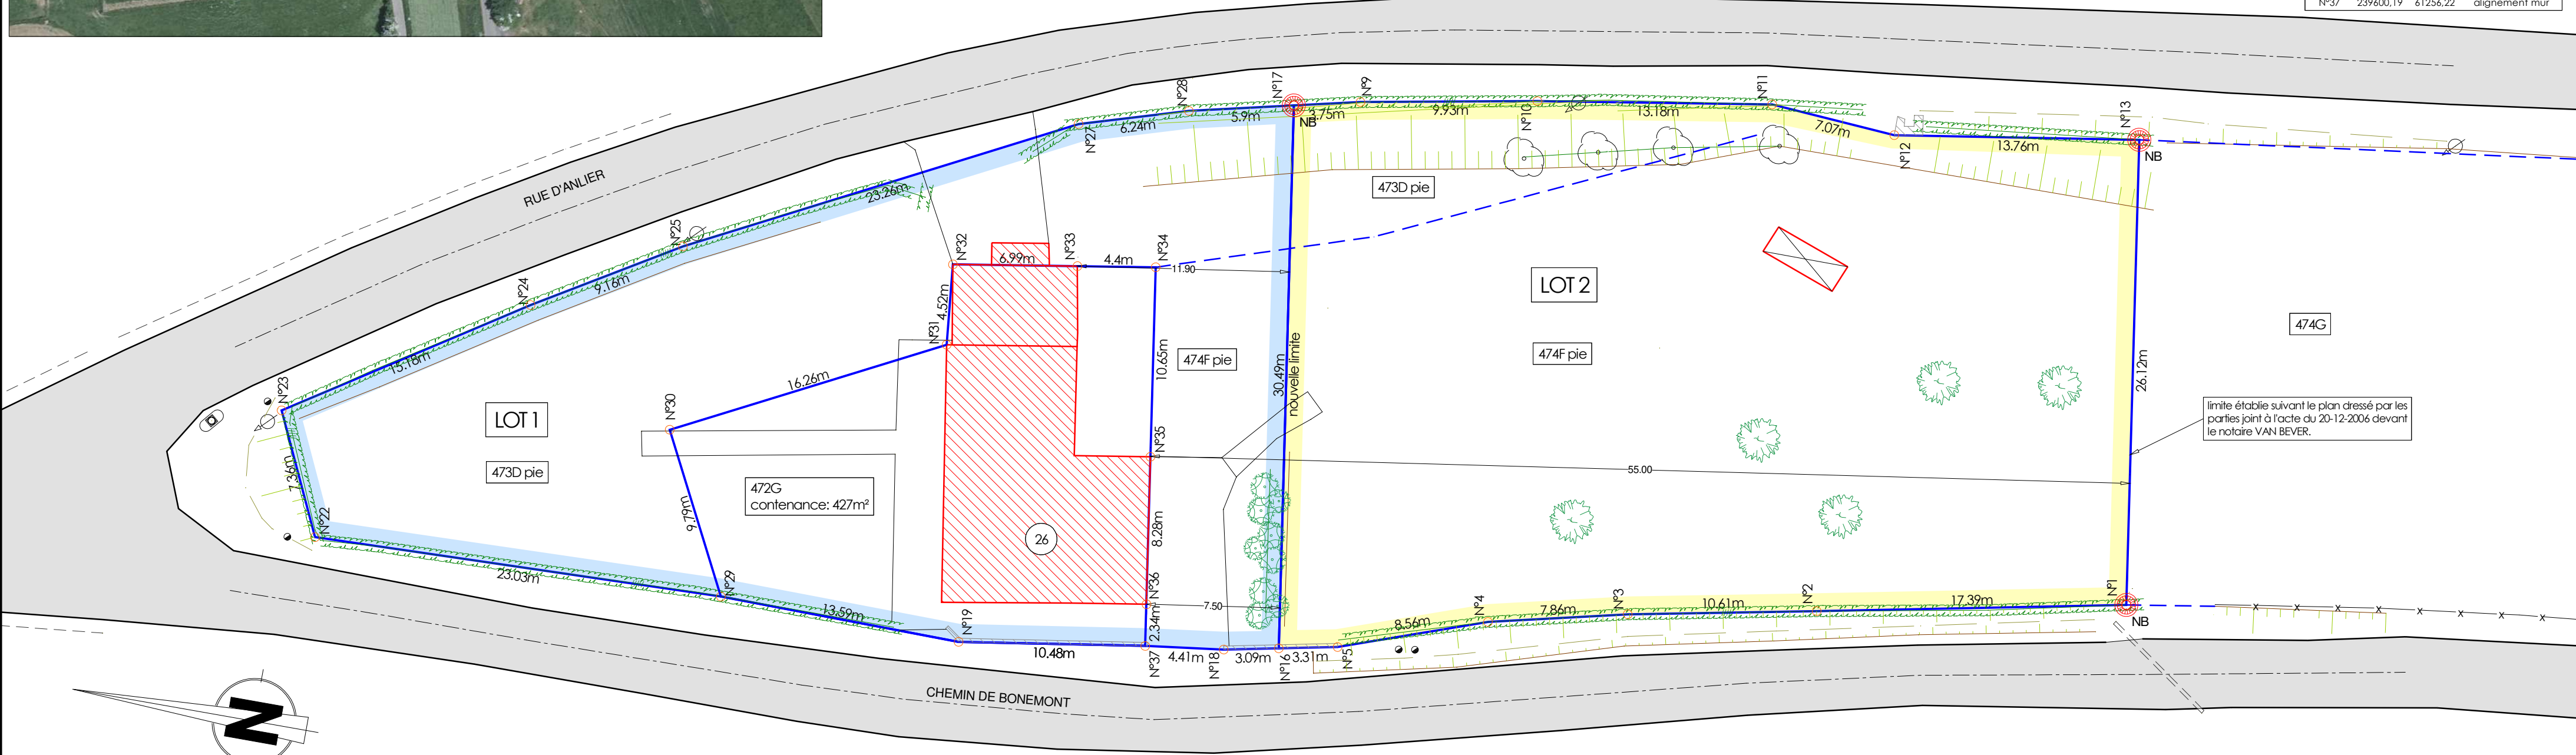 N°37 239600,19 61256,22 alignement mur
RUE D'ANLIER
N°28
N°17
N°9
N°10
N°11
N°13
N°27
6.24m
5.9m
NB
3.75m
9.93m
13.18m
7.07m
N°12
13.76m
NB
473D pie
23.26m
N°25
N°24
9.16m
15.18m
N°23
N°32
N°33
N°34
6.99m
4.4m
11.90
4.52m
N°31
LOT 2
474G
10.65m
474F pie
30.49m
nouvelle limite
474F pie
26.12m
16.26m
N°30
LOT 1
473D pie
7.36m
N°22
limite établie suivant le plan dressé par les
parties joint à l'acte du 20-12-2006 devant
le notaire VAN BEVER.
N°35
55.00
472G
contenance: 427m²
9.79m
26
8.28m
23.03m
N°29
13.59m
N°19
N°36
7.50
2.34m
10.48m
N°37
4.41m
N°18
3.09m
N°16
3.31m
N°5
8.56m
N°4
7.86m
N°3
10.61m
N°2
17.39m
N°1
NB
x x x x x x x x
CHEMIN DE BONEMONT
N